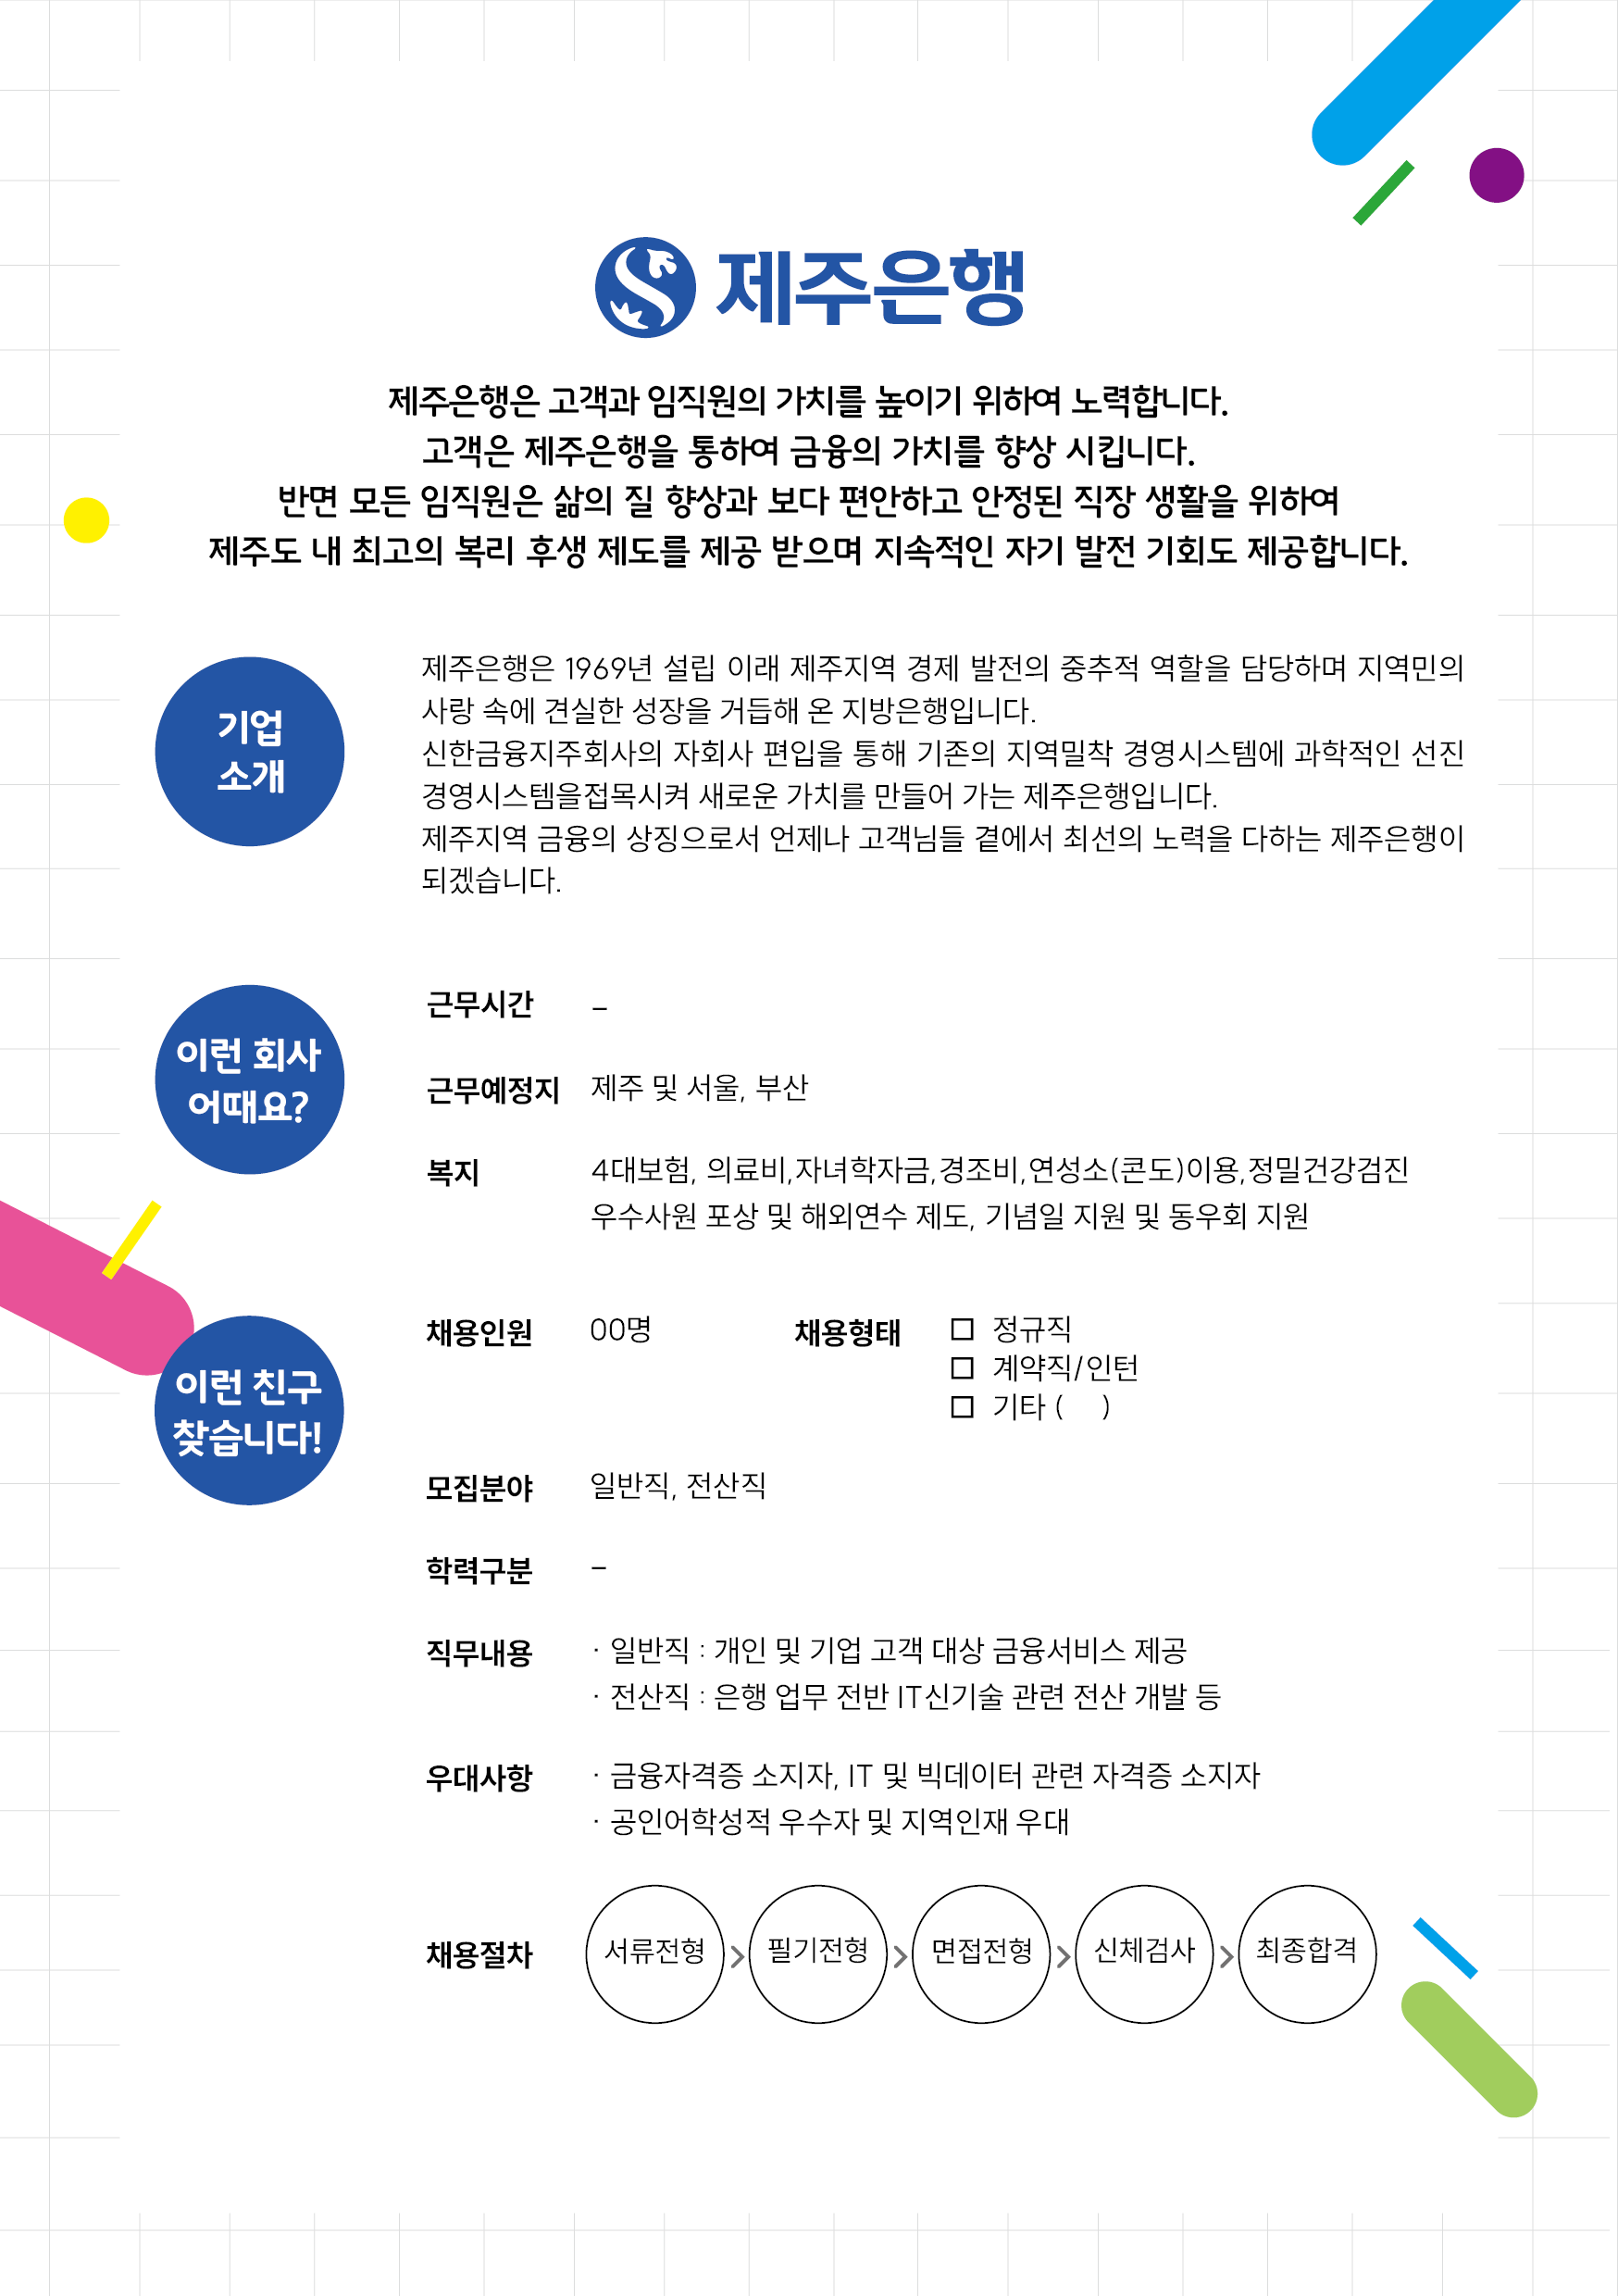 제주은행
제주은행은 고객과 임직원의 가치를 높이기 위하여 노력합니다.
고객은 제주은행을 통하여 금융의 가치를 향상 시킵니다.
반면 모든 임직원은 삶의 질 향상과 보다 편안하고 안정된 직장 생활을 위하여
제주도 내 최고의 복리 후생 제도를 제공 받으며 지속적인 자기 발전 기회도 제공합니다.
기업
소개
제주은행은 1969년 설립 이래 제주지역 경제 발전의 중추적 역할을 담당하며 지역민의
사랑 속에 견실한 성장을 거듭해 온 지방은행입니다.
신한금융지주회사의 자회사 편입을 통해 기존의 지역밀착 경영시스템에 과학적인 선진
경영시스템을접목시켜 새로운 가치를 만들어 가는 제주은행입니다.
제주지역 금융의 상징으로서 언제나 고객님들 곁에서 최선의 노력을 다하는 제주은행이
되겠습니다.
이런 회사
어때요?
근무시간 –
근무예정지 제주 및 서울, 부산
복지 4대보험, 의료비,자녀학자금,경조비,연성소(콘도)이용,정밀건강검진
우수사원 포상 및 해외연수 제도, 기념일 지원 및 동우회 지원
이런 친구
찾습니다!
채용인원 00명 채용형태 □ 정규직
□ 계약직/인턴
□ 기타 ( )
모집분야 일반직, 전산직
학력구분 –
직무내용 · 일반직 : 개인 및 기업 고객 대상 금융서비스 제공
· 전산직 : 은행 업무 전반 IT신기술 관련 전산 개발 등
우대사항 · 금융자격증 소지자, IT 및 빅데이터 관련 자격증 소지자
· 공인어학성적 우수자 및 지역인재 우대
채용절차 서류전형 > 필기전형 > 면접전형 > 신체검사 > 최종합격